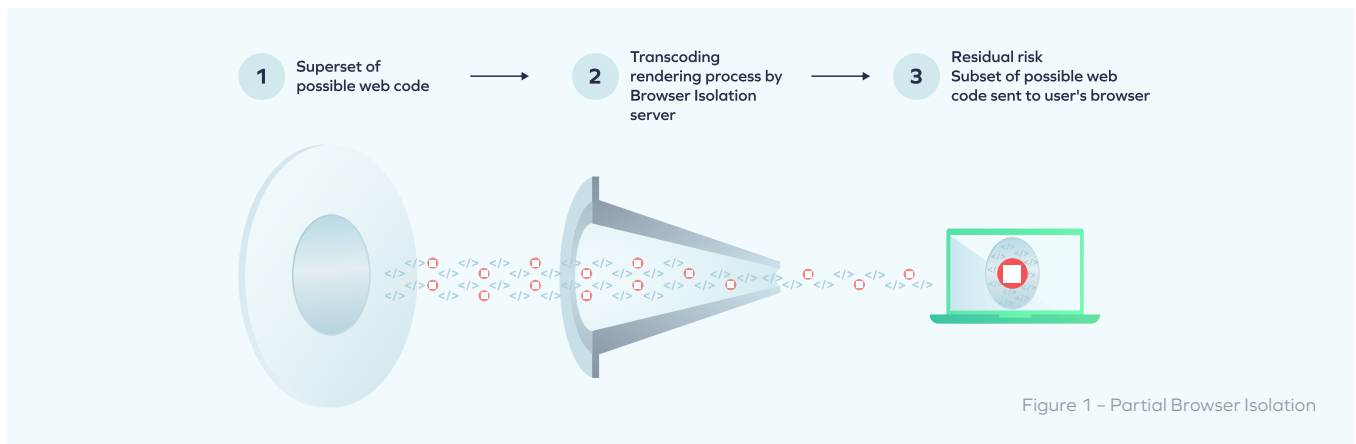 1
Superset of
possible web code
2
Transcoding
rendering process by
Browser Isolation
server
3
Residual risk
Subset of possible web
code sent to user's browser
</> </> </> </> </> </>
</> </> </> </> </> </> </> </> </> </>
</> </> </> </> </> </> </> </> </>
</> </> </> </> </> </>
Figure 1 – Partial Browser Isolation